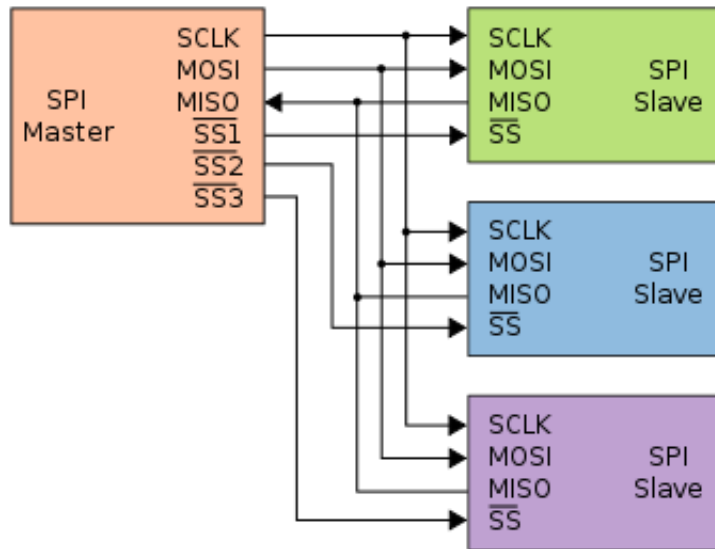 SPI
Master
SCLK
MOSI
MISO
SS1
SS2
SS3
SCLK
MOSI
MISO
SS
SPI
Slave
SCLK
MOSI
MISO
SS
SPI
Slave
SCLK
MOSI
MISO
SS
SPI
Slave